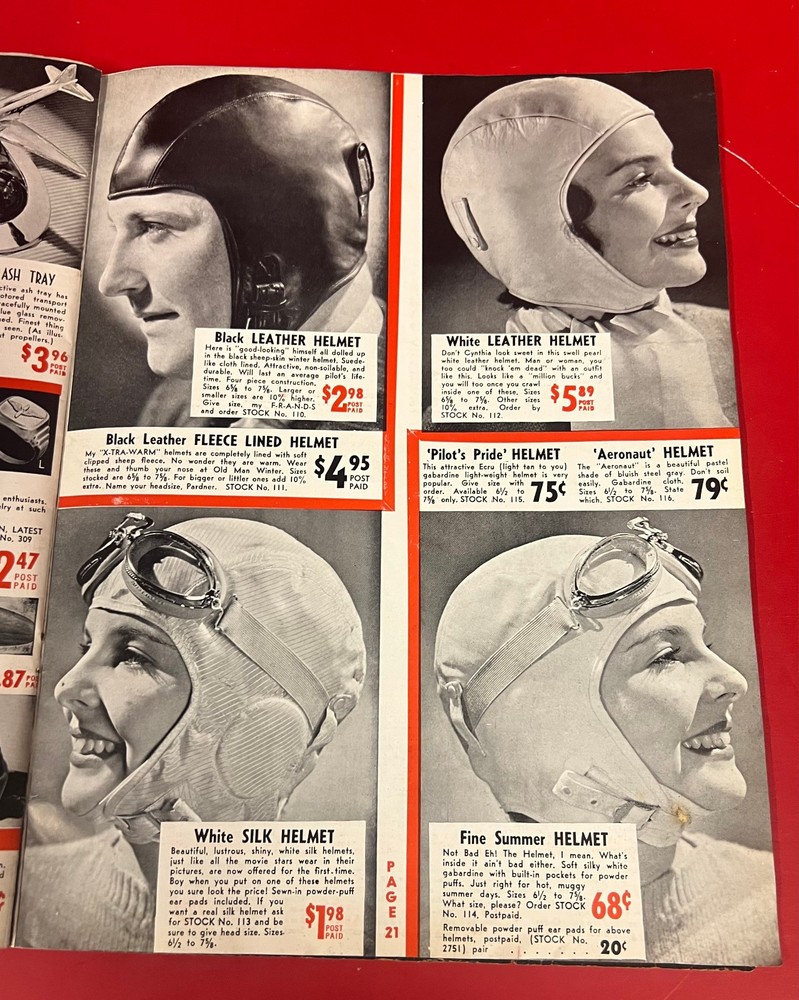 ASH TRAY
ctive ash tray has
otored transport
racefully mounted
lue glass remov-
ed. Finest thing
seen. (As illus-
t propellers.)
$3 96
POST
PAID
L
enthusiasts.
elry at such
N, LATEST
No. 309
2 47
POST
PAID
.87
Black LEATHER HELMET
Here is "good-looking" himself all dolled up
in the black sheep-skin winter helmet. Suede-
like cloth lined. Attractive, non-soilable, and
durable. Will last an average pilot's life-
time. Four piece construction.
Sizes 6⅝ to 7⅝. Larger or
smaller sizes are 10% higher.
Give size, my F-R-A-N-D-S
and order STOCK No. 110.
$2 98
POST
PAID
Black Leather FLEECE LINED HELMET
My "X-TRA-WARM" helmets are completely lined with soft
clipped sheep fleece. No wonder they are warm. Wear
these and thumb your nose at Old Man Winter. Sizes
stocked are 6⅝ to 7⅝. For bigger or littler ones add 10%
extra. Name your headsize, Pardner. STOCK No. 111.
$4 95
POST
PAID
White LEATHER HELMET
Don't Cynthia look sweet in this swell pearl
white leather helmet. Man or woman, you
too could "knock 'em dead" with an outfit
like this. Looks like a "million bucks" and
you will too once you crawl
inside one of these. Sizes
6⅝ to 7⅝. Other sizes
10% extra. Order by
STOCK No. 112.
$5 89
POST
PAID
'Pilot's Pride' HELMET
This attractive Ecru (light tan to you)
gabardine light-weight helmet is very
popular. Give size with
order. Available 6½ to
7⅝ only. STOCK No. 115.
75¢
'Aeronaut' HELMET
The "Aeronaut" is a beautiful pastel
shade of bluish steel gray. Don't soil
easily. Gabardine cloth.
Sizes 6½ to 7⅝. State
which. STOCK No. 116.
79¢
White SILK HELMET
Beautiful, lustrous, shiny, white silk helmets,
just like all the movie stars wear in their
pictures, are now offered for the first time.
Boy when you put on one of these helmets
you sure look the price! Sewn-in powder-puff
ear pads included. If you
want a real silk helmet ask
for STOCK No. 113 and be
sure to give head size. Sizes
6½ to 7⅝.
$1 98
POST
PAID
PAGE
21
Fine Summer HELMET
Not Bad Eh! The Helmet, I mean. What's
inside it ain't bad either. Soft silky white
gabardine with built-in pockets for powder
puffs. Just right for hot, muggy
summer days. Sizes 6½ to 7⅝.
What size, please? Order STOCK
No. 114, Postpaid.
68¢
Removable powder puff ear pads for above
helmets, postpaid, (STOCK No.
2751) pair . . . . . . . 20¢